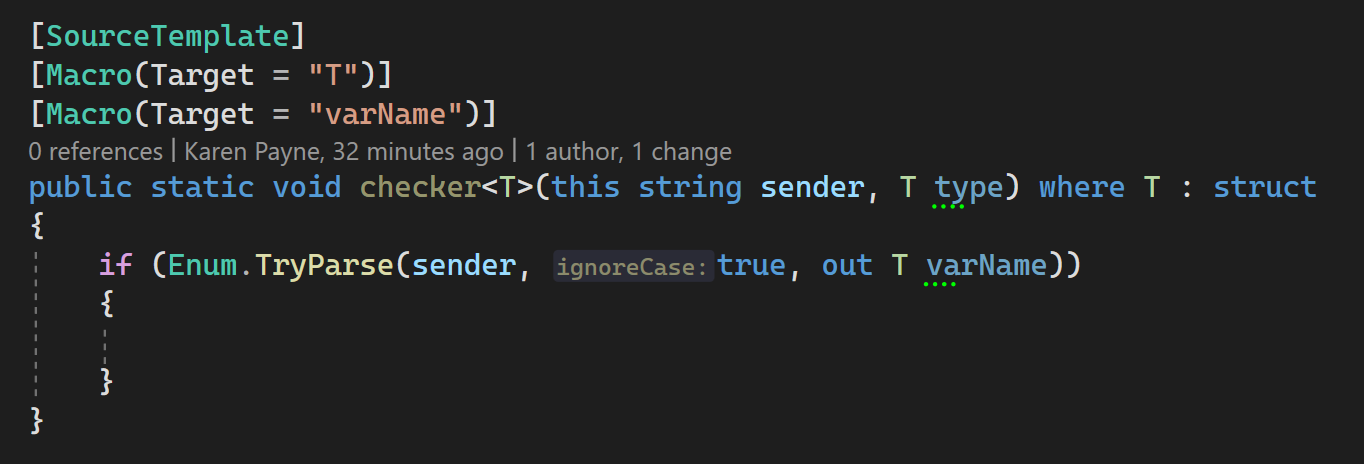 [SourceTemplate]
[Macro(Target = "T")]
[Macro(Target = "varName")]
0 references | Karen Payne, 32 minutes ago | 1 author, 1 change
public static void checker<T>(this string sender, T type) where T : struct
{
if (Enum.TryParse(sender, ignoreCase: true, out T varName))
{
}
}